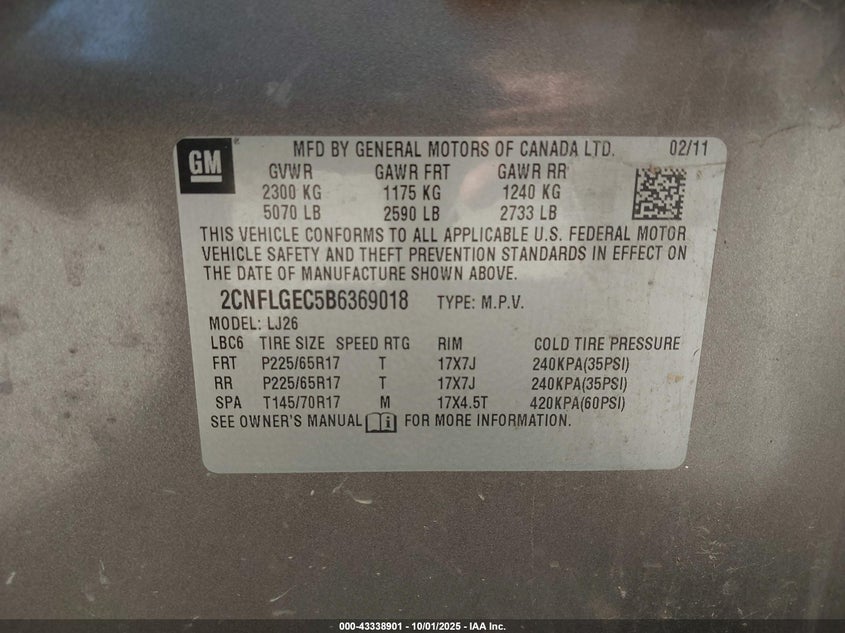 GM
MFD BY GENERAL MOTORS OF CANADA LTD. 02/11
GVWR GAWR FRT GAWR RR
2300 KG 1175 KG 1240 KG
5070 LB 2590 LB 2733 LB
THIS VEHICLE CONFORMS TO ALL APPLICABLE U.S. FEDERAL MOTOR
VEHICLE SAFETY AND THEFT PREVENTION STANDARDS IN EFFECT ON
THE DATE OF MANUFACTURE SHOWN ABOVE.
2CNFLGEC5B6369018 TYPE: M.P.V.
MODEL: LJ26
LBC6 TIRE SIZE SPEED RTG RIM COLD TIRE PRESSURE
FRT P225/65R17 T 17X7J 240KPA(35PSI)
RR P225/65R17 T 17X7J 240KPA(35PSI)
SPA T145/70R17 M 17X4.5T 420KPA(60PSI)
SEE OWNER'S MANUAL i FOR MORE INFORMATION.
000-43338901 - 10/01/2025 - IAA Inc.